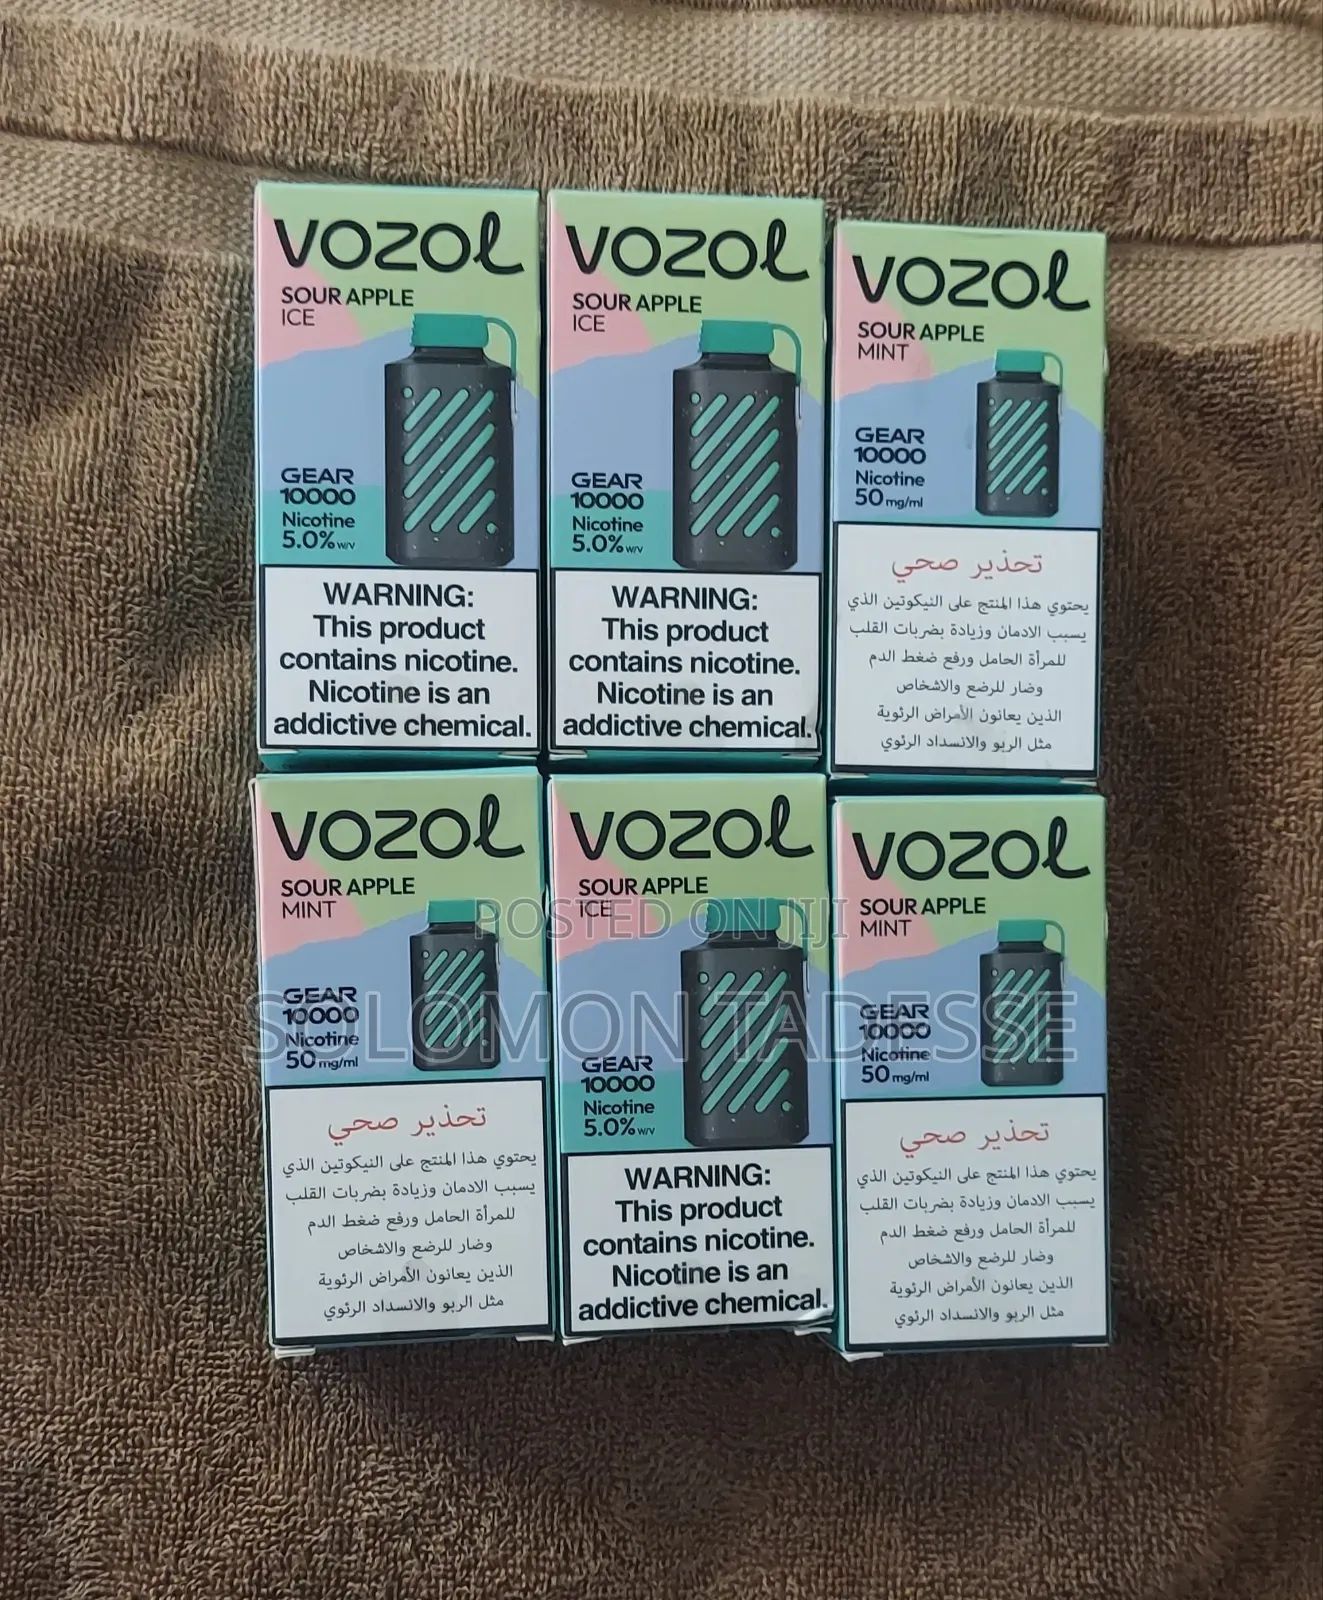 VOZOL
SOUR APPLE
ICE
GEAR
10000
Nicotine
5.0% w/v
WARNING:
This product
contains nicotine.
Nicotine is an
addictive chemical.
VOZOL
SOUR APPLE
ICE
GEAR
10000
Nicotine
5.0% w/v
WARNING:
This product
contains nicotine.
Nicotine is an
addictive chemical.
VOZOL
SOUR APPLE
MINT
GEAR
10000
Nicotine
50 mg/ml
تحذير صحي
يحتوي هذا المنتج على النيكوتين الذي
يسبب الادمان وزيادة بضربات القلب
للمرأة الحامل ورفع ضغط الدم
وضار للرضع والاشخاص
الذين يعانون الأمراض الرئوية
مثل الربو والانسداد الرئوي
VOZOL
SOUR APPLE
MINT
GEAR
10000
Nicotine
50 mg/ml
تحذير صحي
يحتوي هذا المنتج على النيكوتين الذي
يسبب الادمان وزيادة بضربات القلب
للمرأة الحامل ورفع ضغط الدم
وضار للرضع والاشخاص
الذين يعانون الأمراض الرئوية
مثل الربو والانسداد الرئوي
VOZOL
SOUR APPLE
ICE
GEAR
10000
Nicotine
5.0% w/v
WARNING:
This product
contains nicotine.
Nicotine is an
addictive chemical.
VOZOL
SOUR APPLE
MINT
GEAR
10000
Nicotine
50 mg/ml
تحذير صحي
يحتوي هذا المنتج على النيكوتين الذي
يسبب الادمان وزيادة بضربات القلب
للمرأة الحامل ورفع ضغط الدم
وضار للرضع والاشخاص
الذين يعانون الأمراض الرئوية
مثل الربو والانسداد الرئوي
POSTED ON JIJI
SOLOMON TADESSE